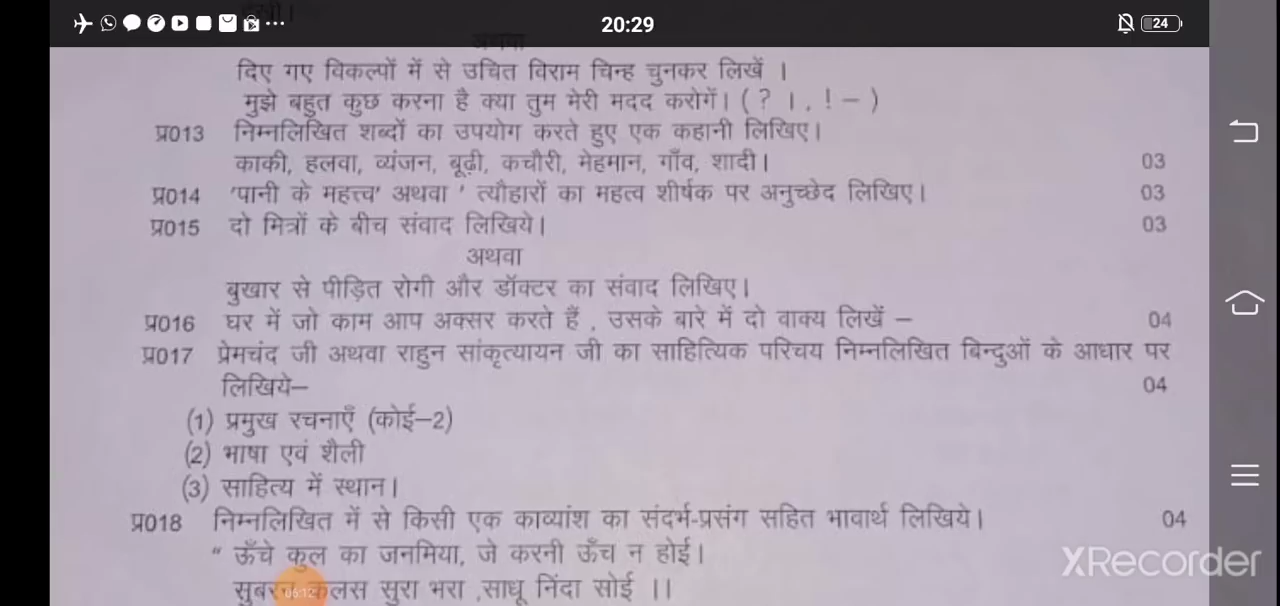 20:29
24
अथवा
दिए गए विकल्पों में से उचित विराम चिन्ह चुनकर लिखें ।
मुझे बहुत कुछ करना है क्या तुम मेरी मदद करोगें। ( ? । , ! – )
प्र013 निम्नलिखित शब्दों का उपयोग करते हुए एक कहानी लिखिए।
काकी, हलवा, व्यंजन, बूढ़ी, कचौरी, मेहमान, गाँव, शादी। 03
प्र014 'पानी के महत्त्व' अथवा ' त्यौहारों का महत्व शीर्षक पर अनुच्छेद लिखिए। 03
प्र015 दो मित्रों के बीच संवाद लिखिये। 03
अथवा
बुखार से पीड़ित रोगी और डॉक्टर का संवाद लिखिए।
प्र016 घर में जो काम आप अक्सर करते हैं , उसके बारे में दो वाक्य लिखें – 04
प्र017 प्रेमचंद जी अथवा राहुन सांकृत्यायन जी का साहित्यिक परिचय निम्नलिखित बिन्दुओं के आधार पर
लिखिये– 04
(1) प्रमुख रचनाएँ (कोई–2)
(2) भाषा एवं शैली
(3) साहित्य में स्थान।
प्र018 निम्नलिखित में से किसी एक काव्यांश का संदर्भ-प्रसंग सहित भावार्थ लिखिये। 04
" ऊँचे कुल का जनमिया, जे करनी ऊँच न होई।
कलस सुरा भरा ,साधू निंदा सोई ।।
06:12
XRecorder